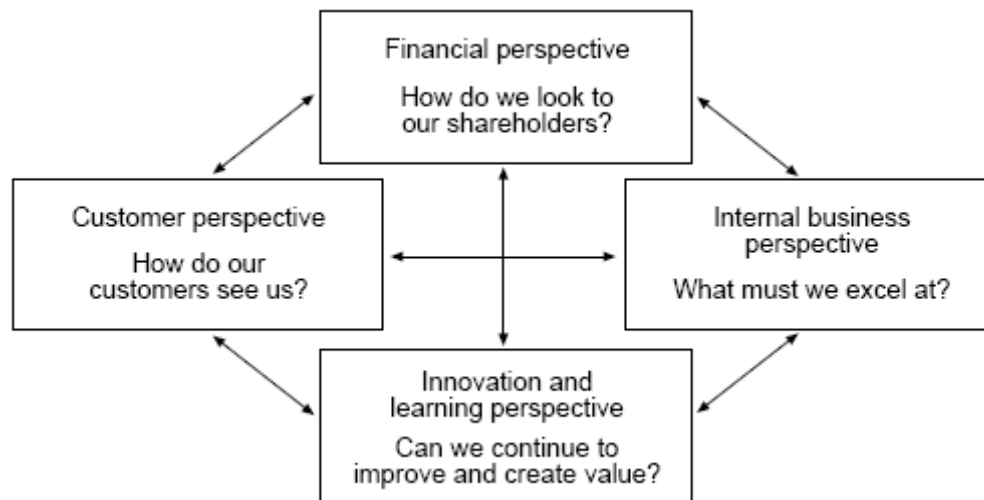 Financial perspective
How do we look to
our shareholders?
Customer perspective
How do our
customers see us?
Internal business
perspective
What must we excel at?
Innovation and
learning perspective
Can we continue to
improve and create value?